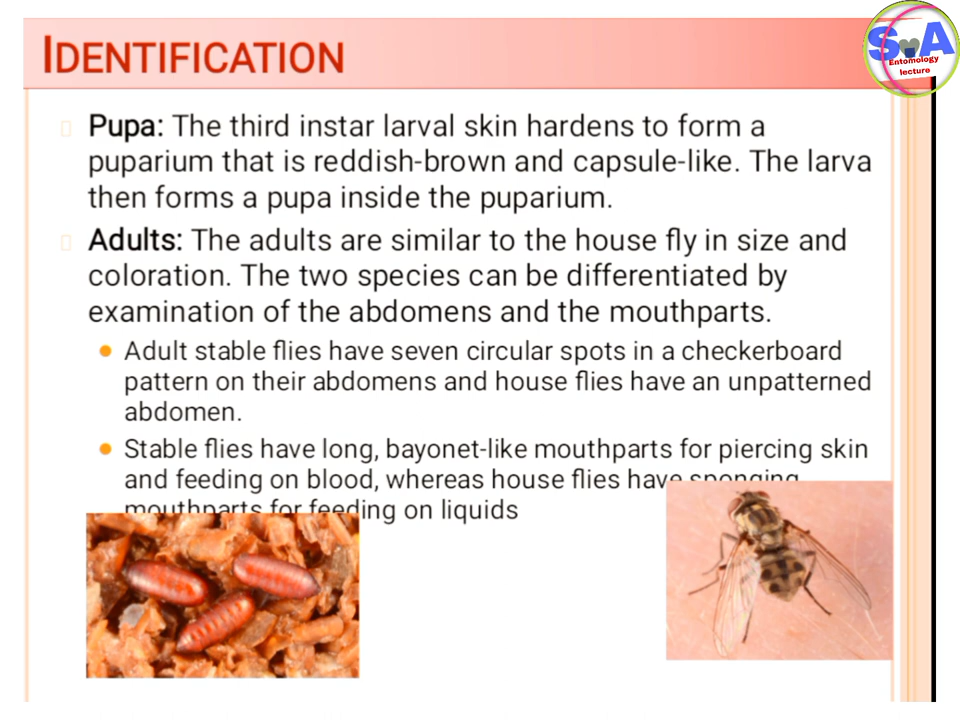 IDENTIFICATION
S A
Entomology
lecture
Pupa: The third instar larval skin hardens to form a
puparium that is reddish-brown and capsule-like. The larva
then forms a pupa inside the puparium.
Adults: The adults are similar to the house fly in size and
coloration. The two species can be differentiated by
examination of the abdomens and the mouthparts.
Adult stable flies have seven circular spots in a checkerboard
pattern on their abdomens and house flies have an unpatterned
abdomen.
Stable flies have long, bayonet-like mouthparts for piercing skin
and feeding on blood, whereas house flies have sponging
mouthparts for feeding on liquids